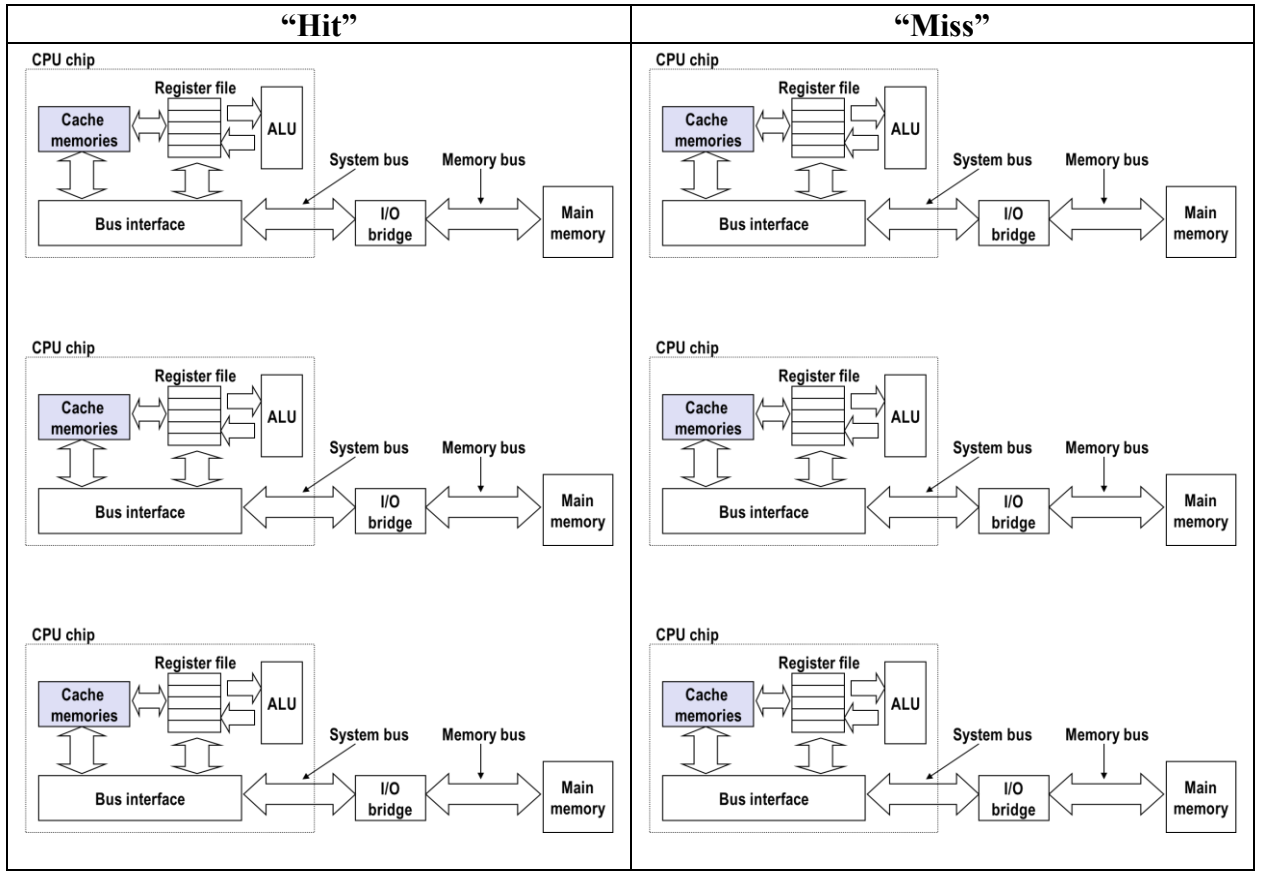 “Hit”
“Miss”
CPU chip
Register file
Cache
memories
ALU
System bus
Memory bus
Bus interface
I/O
bridge
Main
memory
CPU chip
Register file
Cache
memories
ALU
System bus
Memory bus
Bus interface
I/O
bridge
Main
memory
CPU chip
Register file
Cache
memories
ALU
System bus
Memory bus
Bus interface
I/O
bridge
Main
memory
CPU chip
Register file
Cache
memories
ALU
System bus
Memory bus
Bus interface
I/O
bridge
Main
memory
CPU chip
Register file
Cache
memories
ALU
System bus
Memory bus
Bus interface
I/O
bridge
Main
memory
CPU chip
Register file
Cache
memories
ALU
System bus
Memory bus
Bus interface
I/O
bridge
Main
memory